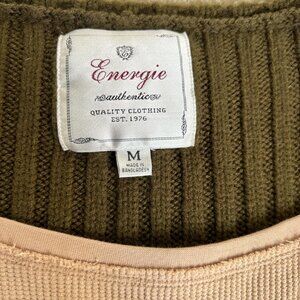 Energie
authentic
QUALITY CLOTHING
EST. 1976
M
MADE IN
BANGLADESH